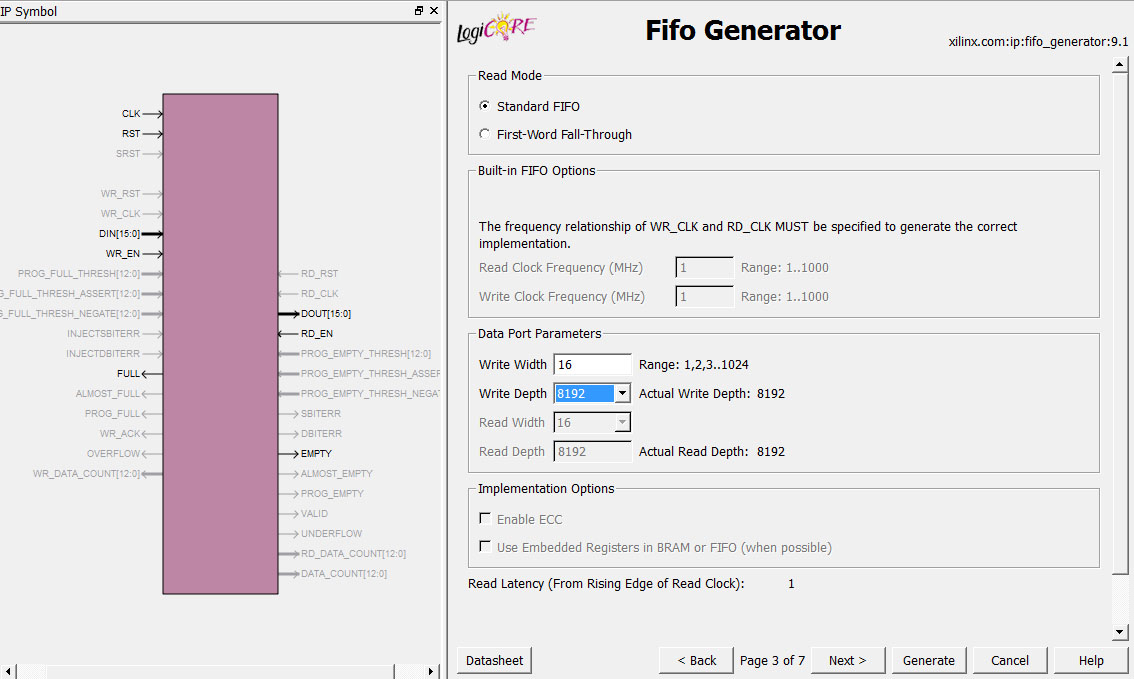 IP Symbol
CLK
RST
SRST
WR_RST
WR_CLK
DIN[15:0]
WR_EN
PROG_FULL_THRESH[12:0]
G_FULL_THRESH_ASSERT[12:0]
G_FULL_THRESH_NEGATE[12:0]
INJECTSBITERR
INJECTDBITERR
FULL
ALMOST_FULL
PROG_FULL
WR_ACK
OVERFLOW
WR_DATA_COUNT[12:0]
RD_RST
RD_CLK
DOUT[15:0]
RD_EN
PROG_EMPTY_THRESH[12:0]
PROG_EMPTY_THRESH_ASSER
PROG_EMPTY_THRESH_NEGA
SBITERR
DBITERR
EMPTY
ALMOST_EMPTY
PROG_EMPTY
VALID
UNDERFLOW
RD_DATA_COUNT[12:0]
DATA_COUNT[12:0]
LogiCORE
Fifo Generator
xilinx.com:ip:fifo_generator:9.1
Read Mode
Standard FIFO
First-Word Fall-Through
Built-in FIFO Options
The frequency relationship of WR_CLK and RD_CLK MUST be specified to generate the correct
implementation.
Read Clock Frequency (MHz) 1 Range: 1..1000
Write Clock Frequency (MHz) 1 Range: 1..1000
Data Port Parameters
Write Width 16 Range: 1,2,3..1024
Write Depth 8192 Actual Write Depth: 8192
Read Width 16
Read Depth 8192 Actual Read Depth: 8192
Implementation Options
Enable ECC
Use Embedded Registers in BRAM or FIFO (when possible)
Read Latency (From Rising Edge of Read Clock): 1
Datasheet < Back Page 3 of 7 Next > Generate Cancel Help